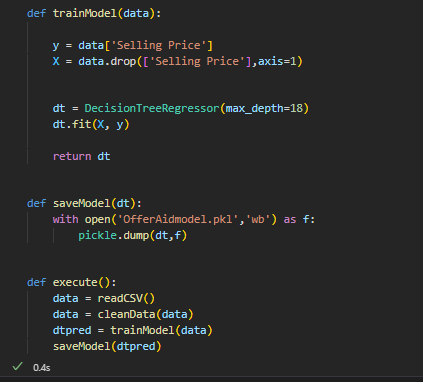 def trainModel(data):
y = data['Selling Price']
X = data.drop(['Selling Price'],axis=1)
dt = DecisionTreeRegressor(max_depth=18)
dt.fit(X, y)
return dt
def saveModel(dt):
with open('OfferAidmodel.pkl','wb') as f:
pickle.dump(dt,f)
def execute():
data = readCSV()
data = cleanData(data)
dtpred = trainModel(data)
saveModel(dtpred)
0.4s